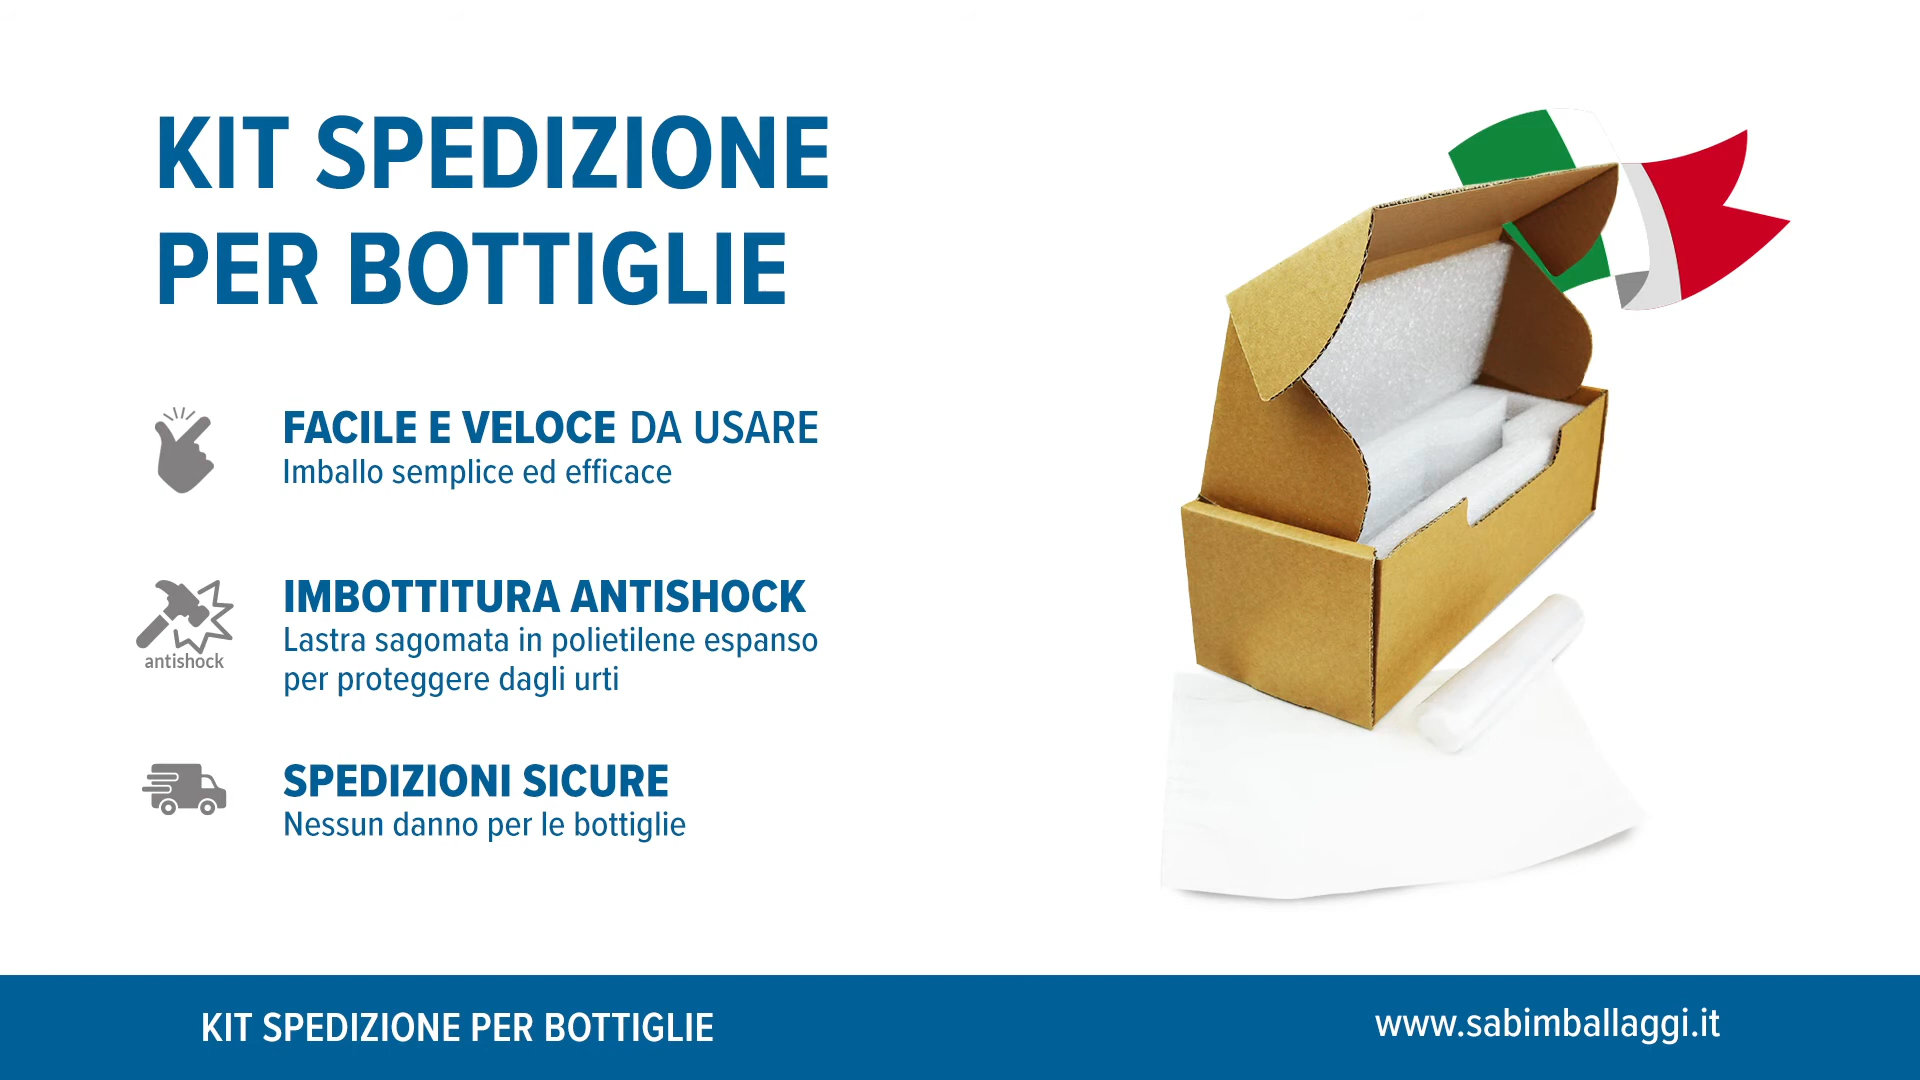 KIT SPEDIZIONE
PER BOTTIGLIE
FACILE E VELOCE DA USARE
Imballo semplice ed efficace
antishock
IMBOTTITURA ANTISHOCK
Lastra sagomata in polietilene espanso
per proteggere dagli urti
SPEDIZIONI SICURE
Nessun danno per le bottiglie
KIT SPEDIZIONE PER BOTTIGLIE
www.sabimballaggi.it